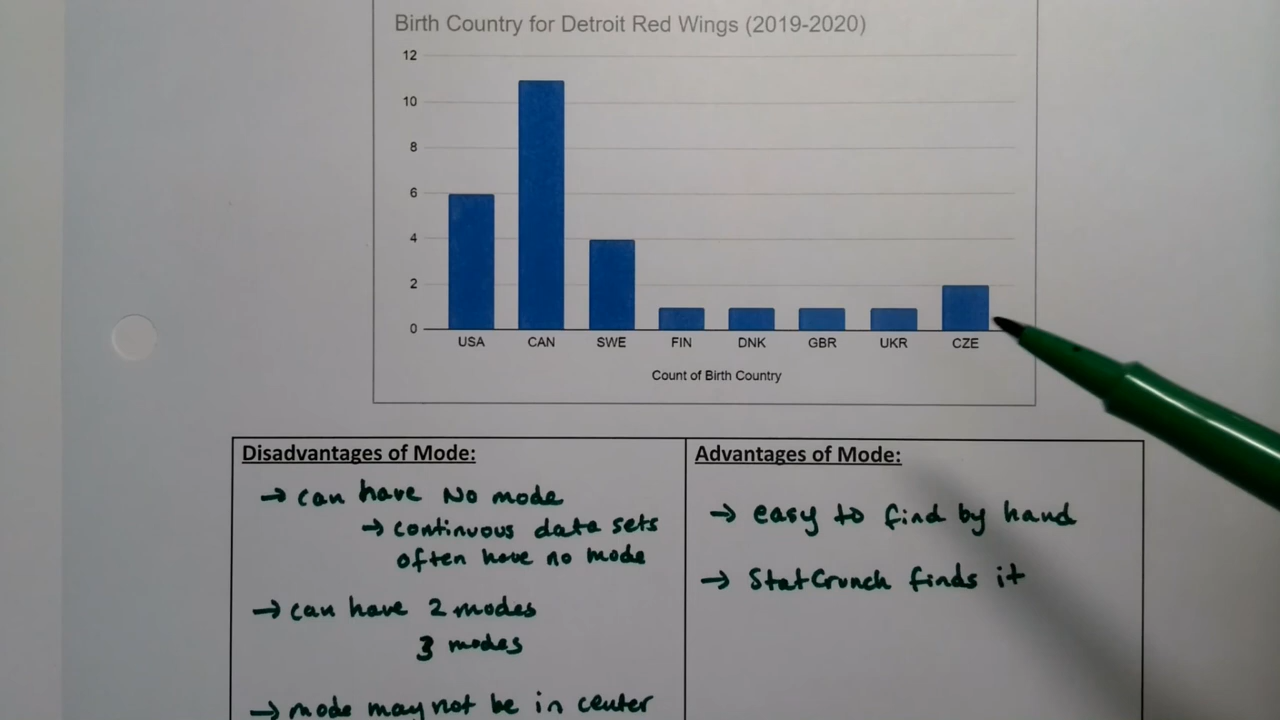 Birth Country for Detroit Red Wings (2019-2020)
12
10
8
6
4
2
0
USA CAN SWE FIN DNK GBR UKR CZE
Count of Birth Country
Disadvantages of Mode:
→ can have No mode
→ continuous data sets
often have no mode
→ can have 2 modes
3 modes
→ mode may not be in center
Advantages of Mode:
→ easy to find by hand
→ StatCrunch finds it